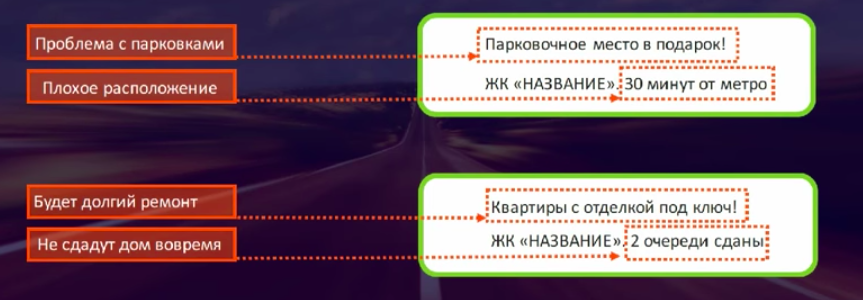 Проблема с парковками
Парковочное место в подарок!
Плохое расположение
ЖК «НАЗВАНИЕ». 30 минут от метро
Будет долгий ремонт
Квартиры с отделкой под ключ!
Не сдадут дом вовремя
ЖК «НАЗВАНИЕ». 2 очереди сданы